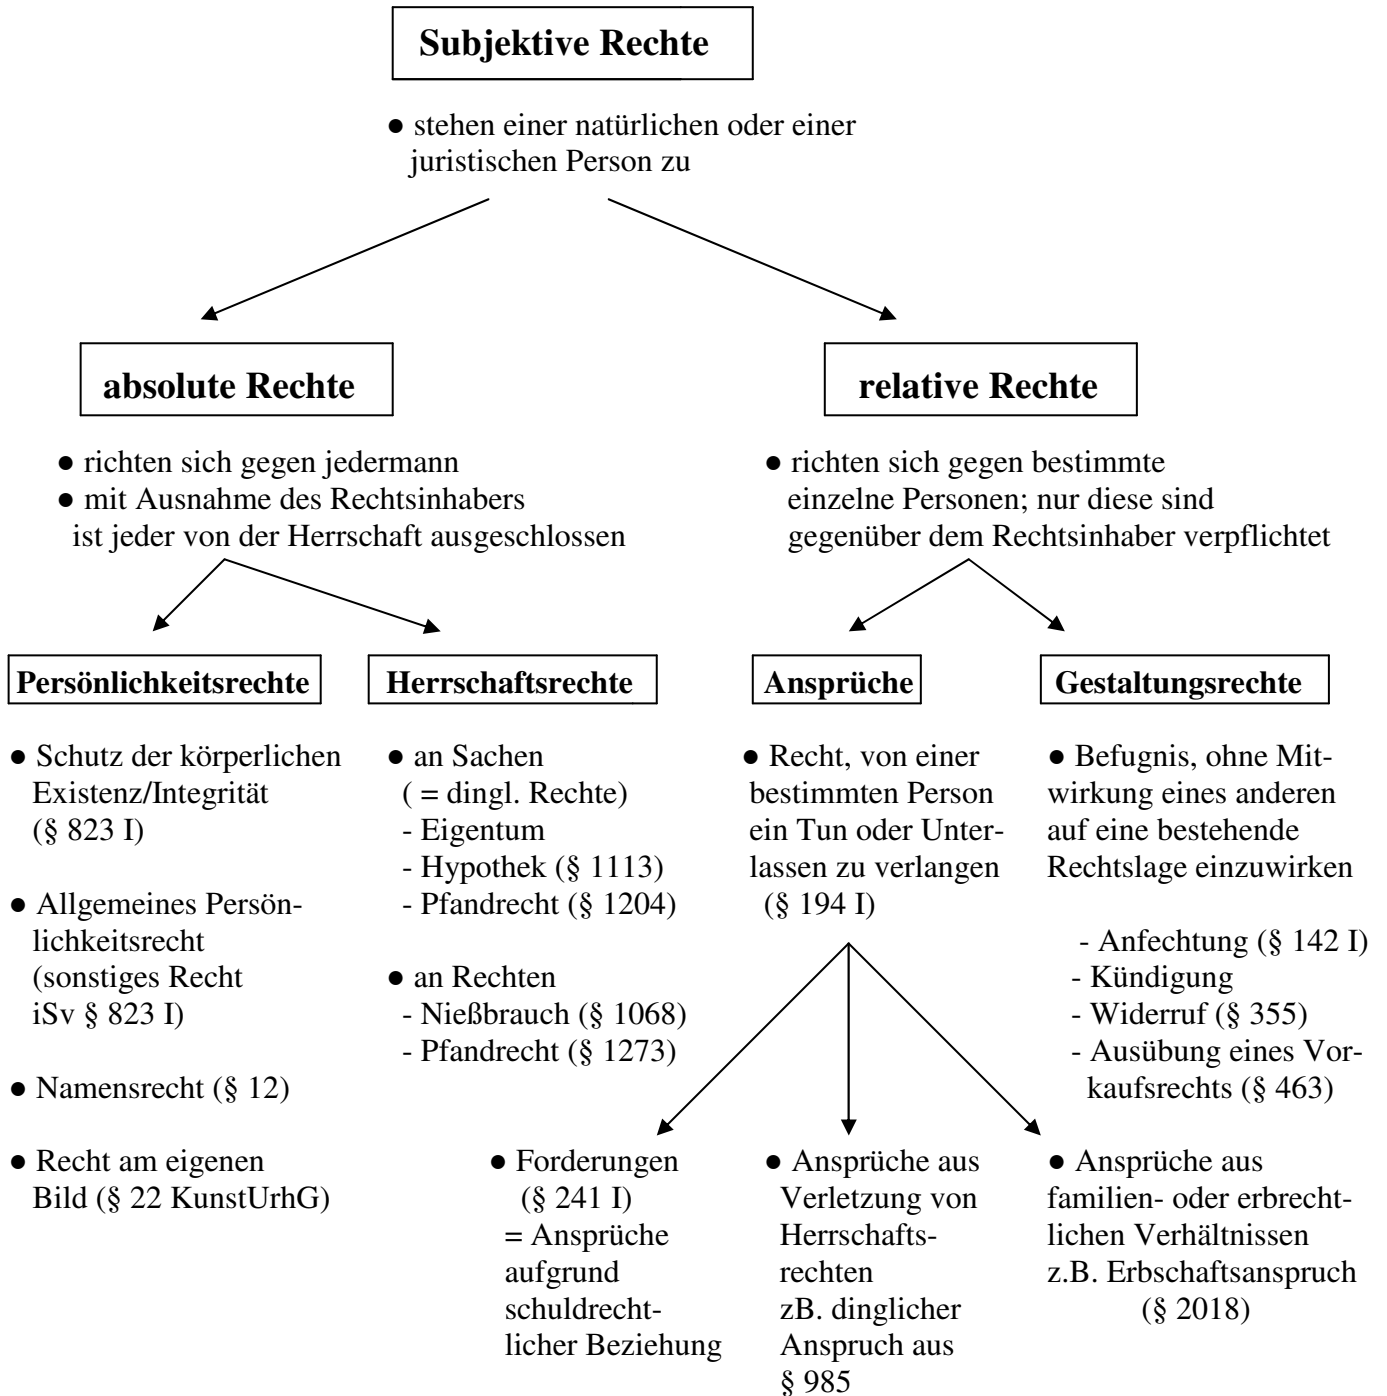 Subjektive Rechte
● stehen einer natürlichen oder einer
juristischen Person zu
absolute Rechte
● richten sich gegen jedermann
● mit Ausnahme des Rechtsinhabers
ist jeder von der Herrschaft ausgeschlossen
relative Rechte
● richten sich gegen bestimmte
einzelne Personen; nur diese sind
gegenüber dem Rechtsinhaber verpflichtet
Persönlichkeitsrechte
● Schutz der körperlichen
Existenz/Integrität
(§ 823 I)
● Allgemeines Persön-
lichkeitsrecht
(sonstiges Recht
iSv § 823 I)
● Namensrecht (§ 12)
● Recht am eigenen
Bild (§ 22 KunstUrhG)
Herrschaftsrechte
● an Sachen
( = dingl. Rechte)
- Eigentum
- Hypothek (§ 1113)
- Pfandrecht (§ 1204)
● an Rechten
- Nießbrauch (§ 1068)
- Pfandrecht (§ 1273)
Ansprüche
● Recht, von einer
bestimmten Person
ein Tun oder Unter-
lassen zu verlangen
(§ 194 I)
Gestaltungsrechte
● Befugnis, ohne Mit-
wirkung eines anderen
auf eine bestehende
Rechtslage einzuwirken
- Anfechtung (§ 142 I)
- Kündigung
- Widerruf (§ 355)
- Ausübung eines Vor-
kaufsrechts (§ 463)
● Forderungen
(§ 241 I)
= Ansprüche
aufgrund
schuldrecht-
licher Beziehung
● Ansprüche aus
Verletzung von
Herrschafts-
rechten
zB. dinglicher
Anspruch aus
§ 985
● Ansprüche aus
familien- oder erbrecht-
lichen Verhältnissen
z.B. Erbschaftsanspruch
(§ 2018)